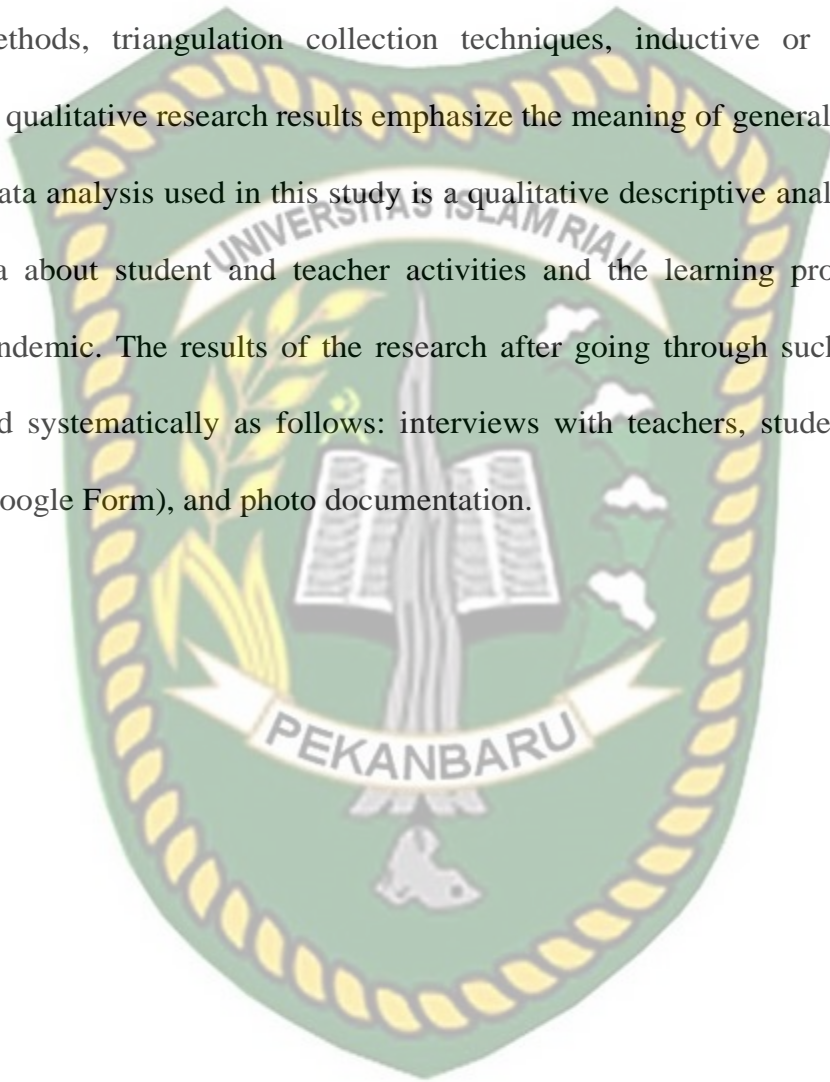 ethods, triangulation collection techniques, inductive or
qualitative research results emphasize the meaning of general
ata analysis used in this study is a qualitative descriptive anal
a about student and teacher activities and the learning pro
ndemic. The results of the research after going through such
d systematically as follows: interviews with teachers, stude
oogle Form), and photo documentation.
UNIVERSITAS ISLAM RIAU
PEKANBARU